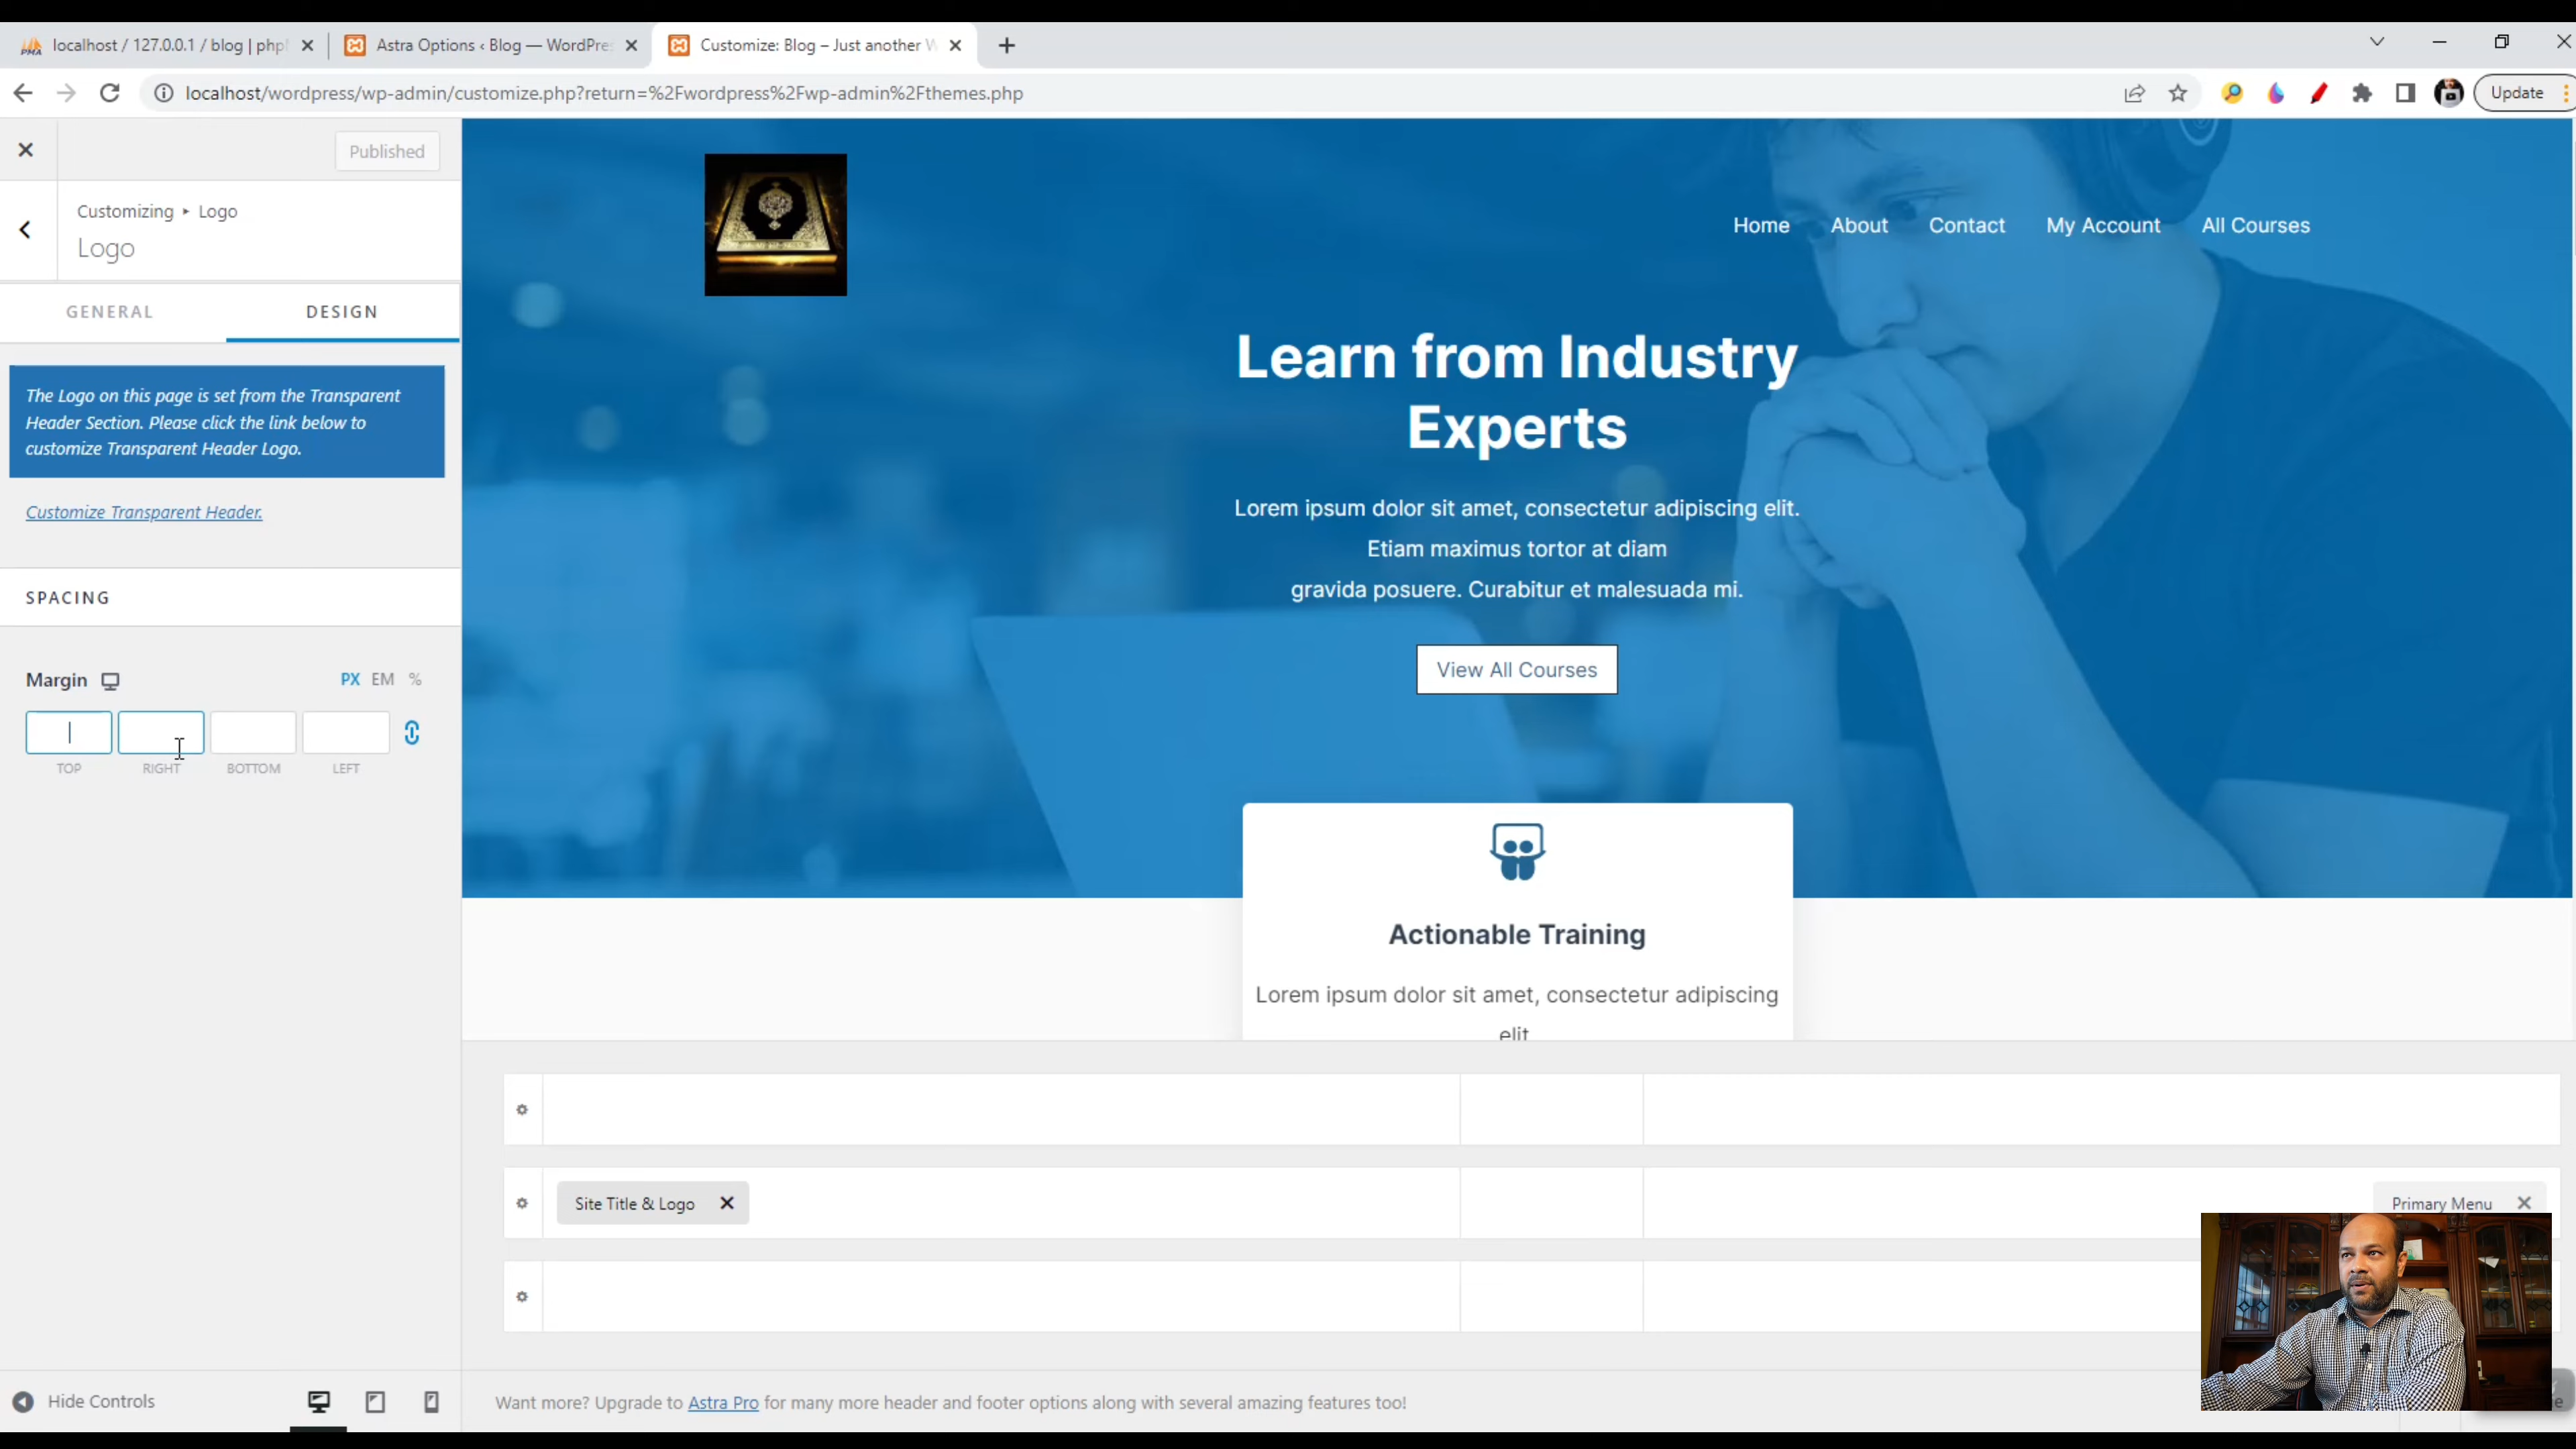 localhost / 127.0.0.1 / blog | php
Astra Options ‹ Blog — WordPre
Customize: Blog – Just another W
localhost/wordpress/wp-admin/customize.php?return=%2Fwordpress%2Fwp-admin%2Fthemes.php
Update
Published
Customizing ▸ Logo
Logo
GENERAL
DESIGN
The Logo on this page is set from the Transparent
Header Section. Please click the link below to
customize Transparent Header Logo.
Customize Transparent Header.
SPACING
Margin
PX EM %
TOP RIGHT BOTTOM LEFT
Hide Controls
Home About Contact My Account All Courses
Learn from Industry
Experts
Lorem ipsum dolor sit amet, consectetur adipiscing elit.
Etiam maximus tortor at diam
gravida posuere. Curabitur et malesuada mi.
View All Courses
Actionable Training
Lorem ipsum dolor sit amet, consectetur adipiscing
elit
Site Title & Logo
Primary Menu
Want more? Upgrade to Astra Pro for many more header and footer options along with several amazing features too!